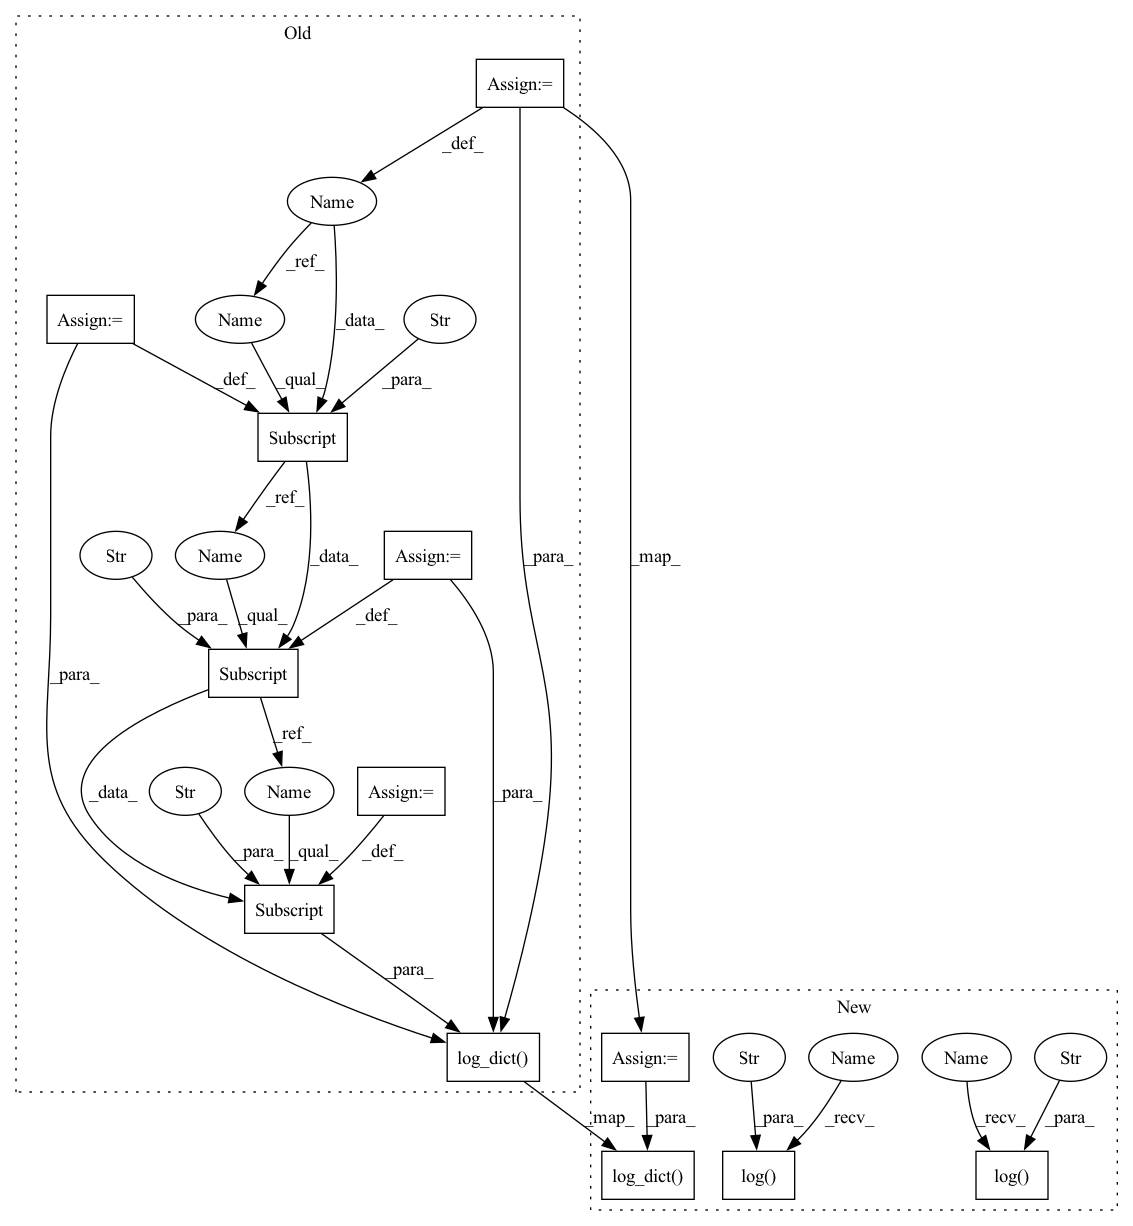 Old
Assign:=
_def_
Name
_ref_
Assign:=
Name
_data_
Str
_def_
_qual_
_para_
Subscript
_ref_
Str
Name
Assign:=
_data_
_para_
_map_
_para_
_qual_
_def_
_para_
Subscript
_ref_
_data_
Str
Name
Assign:=
_para_
_para_
_qual_
_def_
Subscript
_para_
New
log_dict()
Assign:=
Str
Name
Name
Str
_map_
_para_
_para_
_recv_
_recv_
_para_
log_dict()
log()
log()